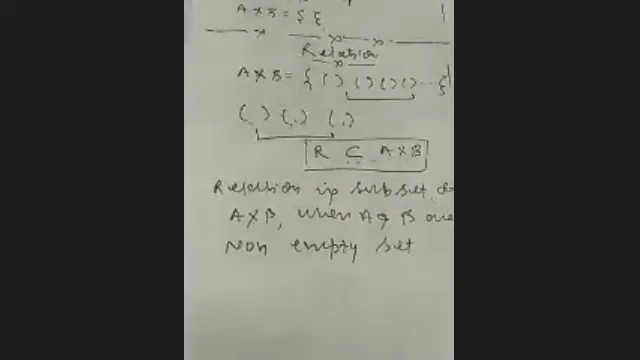 A × B = { }
Relation
A × B = { ( ) ( ) ( ) ( ) ... }
( ) ( , ) ( , )
R ⊂ A × B
Relation is subset of
A × B, when A & B are
Non empty set